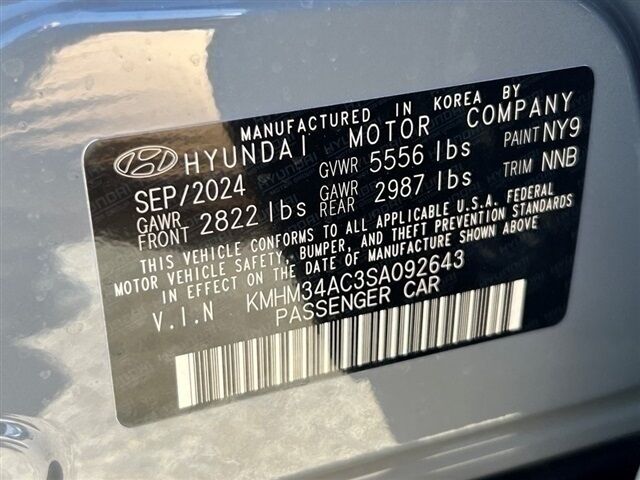 MANUFACTURED IN KOREA BY
HYUNDAI MOTOR COMPANY
SEP/2024 GVWR 5556 lbs PAINT NY9
GAWR FRONT 2822 lbs GAWR REAR 2987 lbs TRIM NNB
THIS VEHICLE CONFORMS TO ALL APPLICABLE U.S.A. FEDERAL
MOTOR VEHICLE SAFETY, BUMPER, AND THEFT PREVENTION STANDARDS
IN EFFECT ON THE DATE OF MANUFACTURE SHOWN ABOVE
V.I.N KMHM34AC3SA092643
PASSENGER CAR